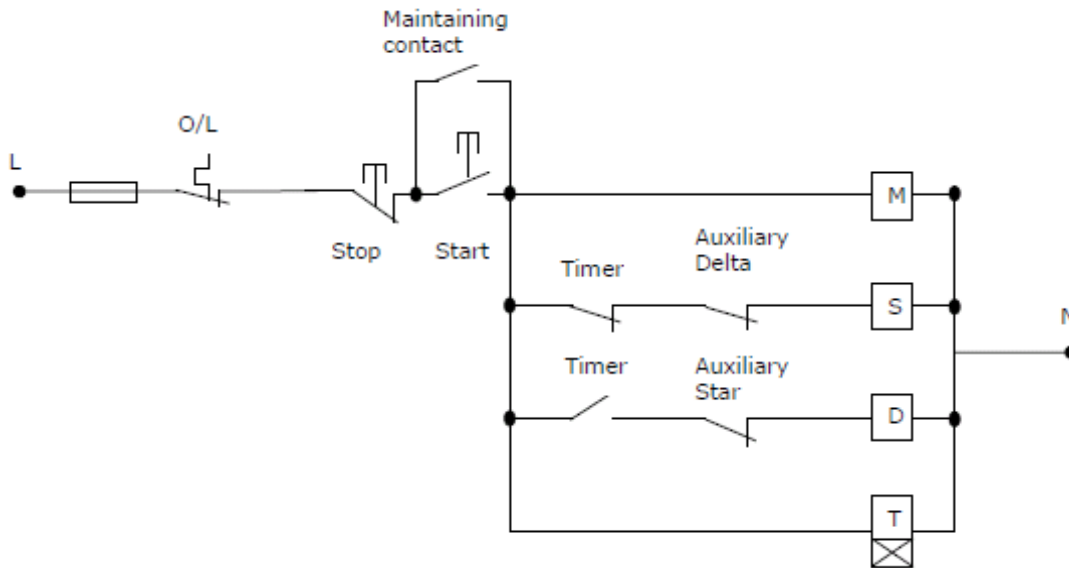 Maintaining
contact
O/L
L
Stop
Start
M
Timer
Auxiliary
Delta
S
N
Timer
Auxiliary
Star
D
T